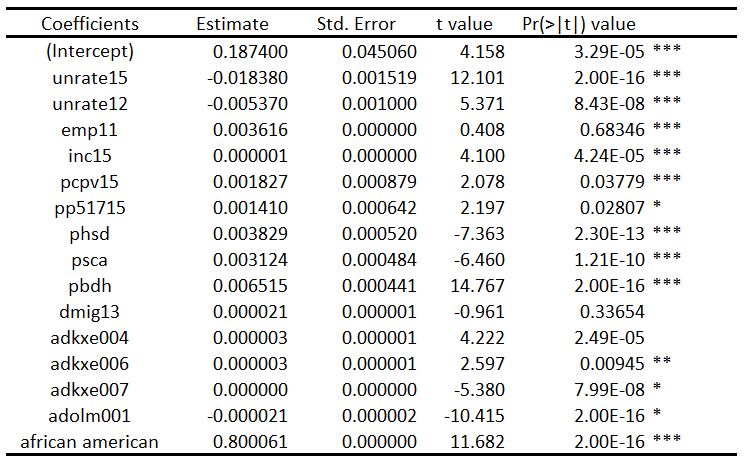 Coefficients Estimate Std. Error t value Pr(>|t|) value
(Intercept) 0.187400 0.045060 4.158 3.29E-05 ***
unrate15 -0.018380 0.001519 12.101 2.00E-16 ***
unrate12 -0.005370 0.001000 5.371 8.43E-08 ***
emp11 0.003616 0.000000 0.408 0.68346 ***
inc15 0.000001 0.000000 4.100 4.24E-05 ***
pcpv15 0.001827 0.000879 2.078 0.03779 ***
pp51715 0.001410 0.000642 2.197 0.02807 *
phsd 0.003829 0.000520 -7.363 2.30E-13 ***
psca 0.003124 0.000484 -6.460 1.21E-10 ***
pbdh 0.006515 0.000441 14.767 2.00E-16 ***
dmig13 0.000021 0.000001 -0.961 0.33654
adkxe004 0.000003 0.000001 4.222 2.49E-05
adkxe006 0.000003 0.000001 2.597 0.00945 **
adkxe007 0.000000 0.000000 -5.380 7.99E-08 *
adolm001 -0.000021 0.000002 -10.415 2.00E-16 *
african american 0.800061 0.000000 11.682 2.00E-16 ***